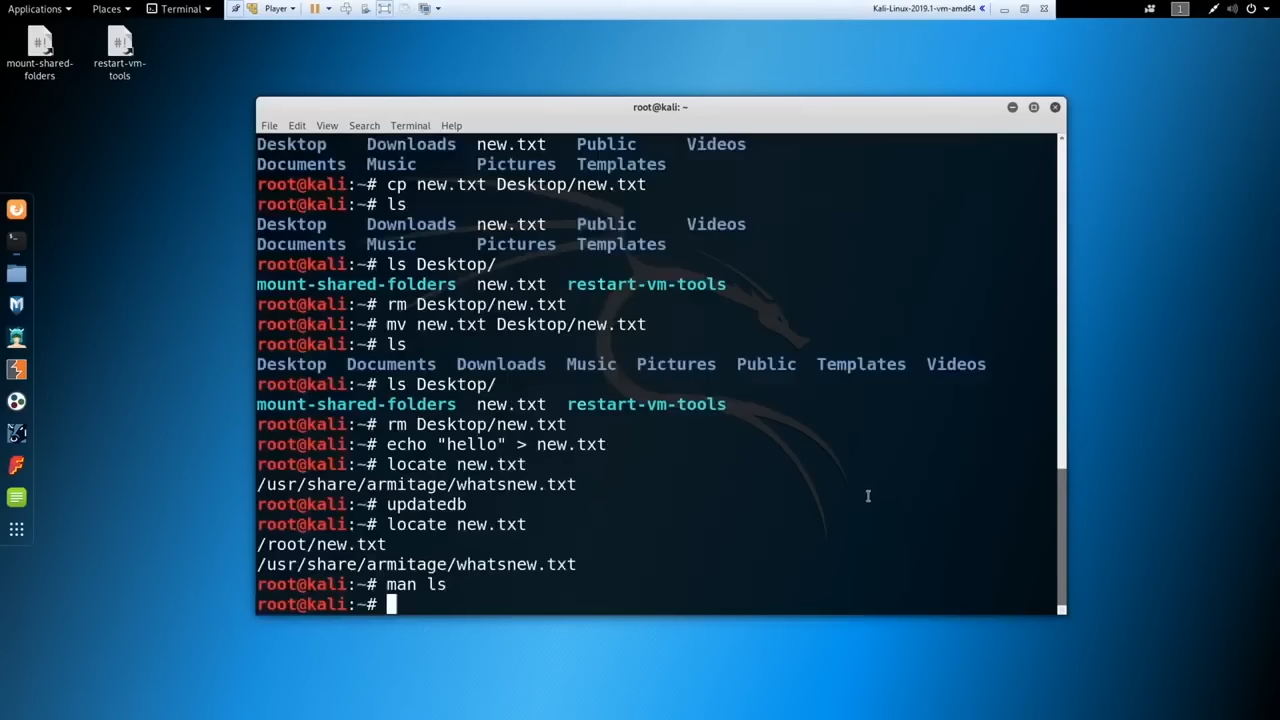 Applications Places Terminal Player Kali-Linux-2019.1-vm-amd64 1
mount-shared-folders
restart-vm-tools
root@kali: ~
File Edit View Search Terminal Help
Desktop Downloads new.txt Public Videos
Documents Music Pictures Templates
root@kali:~# cp new.txt Desktop/new.txt
root@kali:~# ls
Desktop Downloads new.txt Public Videos
Documents Music Pictures Templates
root@kali:~# ls Desktop/
mount-shared-folders new.txt restart-vm-tools
root@kali:~# rm Desktop/new.txt
root@kali:~# mv new.txt Desktop/new.txt
root@kali:~# ls
Desktop Documents Downloads Music Pictures Public Templates Videos
root@kali:~# ls Desktop/
mount-shared-folders new.txt restart-vm-tools
root@kali:~# rm Desktop/new.txt
root@kali:~# echo "hello" > new.txt
root@kali:~# locate new.txt
/usr/share/armitage/whatsnew.txt
root@kali:~# updatedb
root@kali:~# locate new.txt
/root/new.txt
/usr/share/armitage/whatsnew.txt
root@kali:~# man ls
root@kali:~#